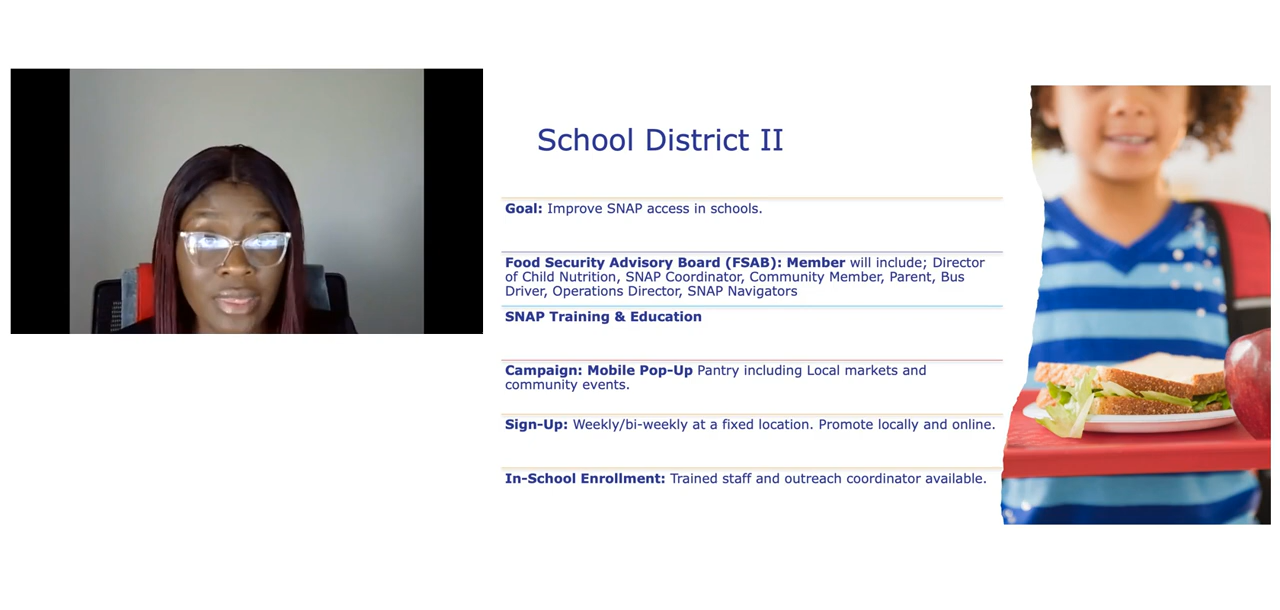 School District II
Goal: Improve SNAP access in schools.
Food Security Advisory Board (FSAB): Member will include; Director
of Child Nutrition, SNAP Coordinator, Community Member, Parent, Bus
Driver, Operations Director, SNAP Navigators
SNAP Training & Education
Campaign: Mobile Pop-Up Pantry including Local markets and
community events.
Sign-Up: Weekly/bi-weekly at a fixed location. Promote locally and online.
In-School Enrollment: Trained staff and outreach coordinator available.